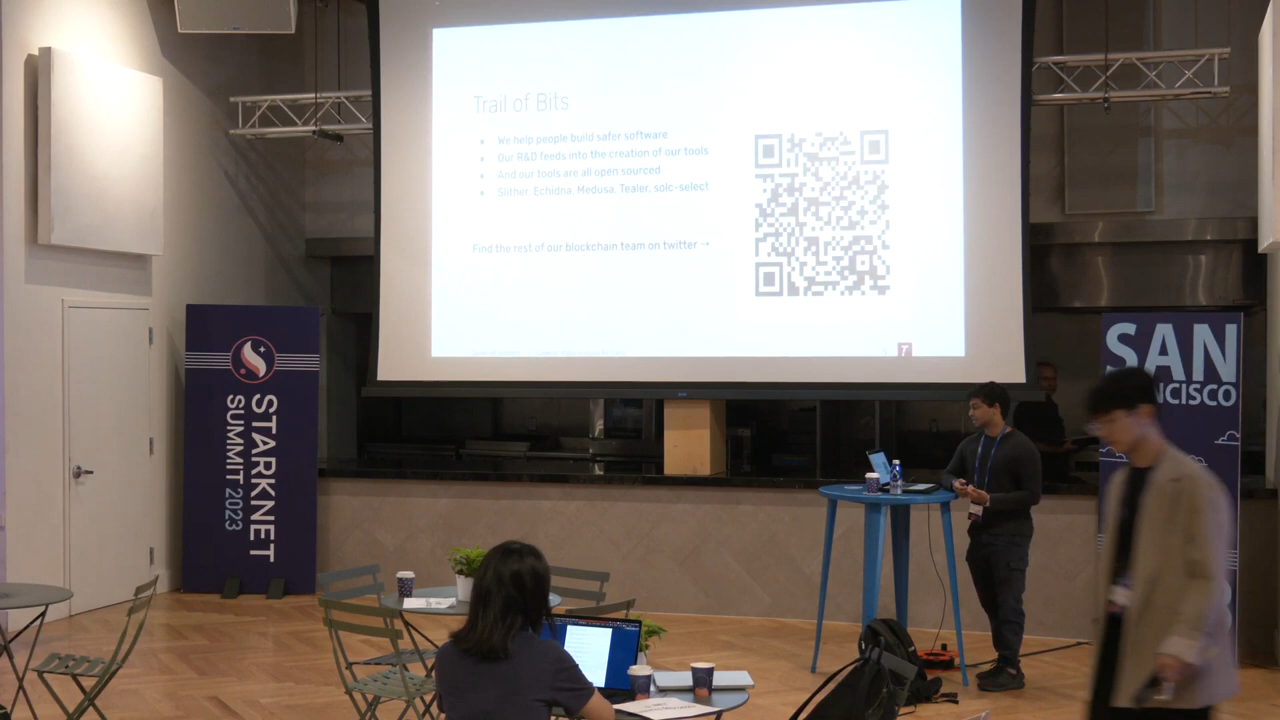 Trail of Bits
We help people build safer software
Our R&D feeds into the creation of our tools
And our tools are all open sourced
Slither, Echidna, Medusa, Tealer, solc-select
Find the rest of our blockchain team on twitter →
STARKNET
SUMMIT 2023
SAN
NCISCO